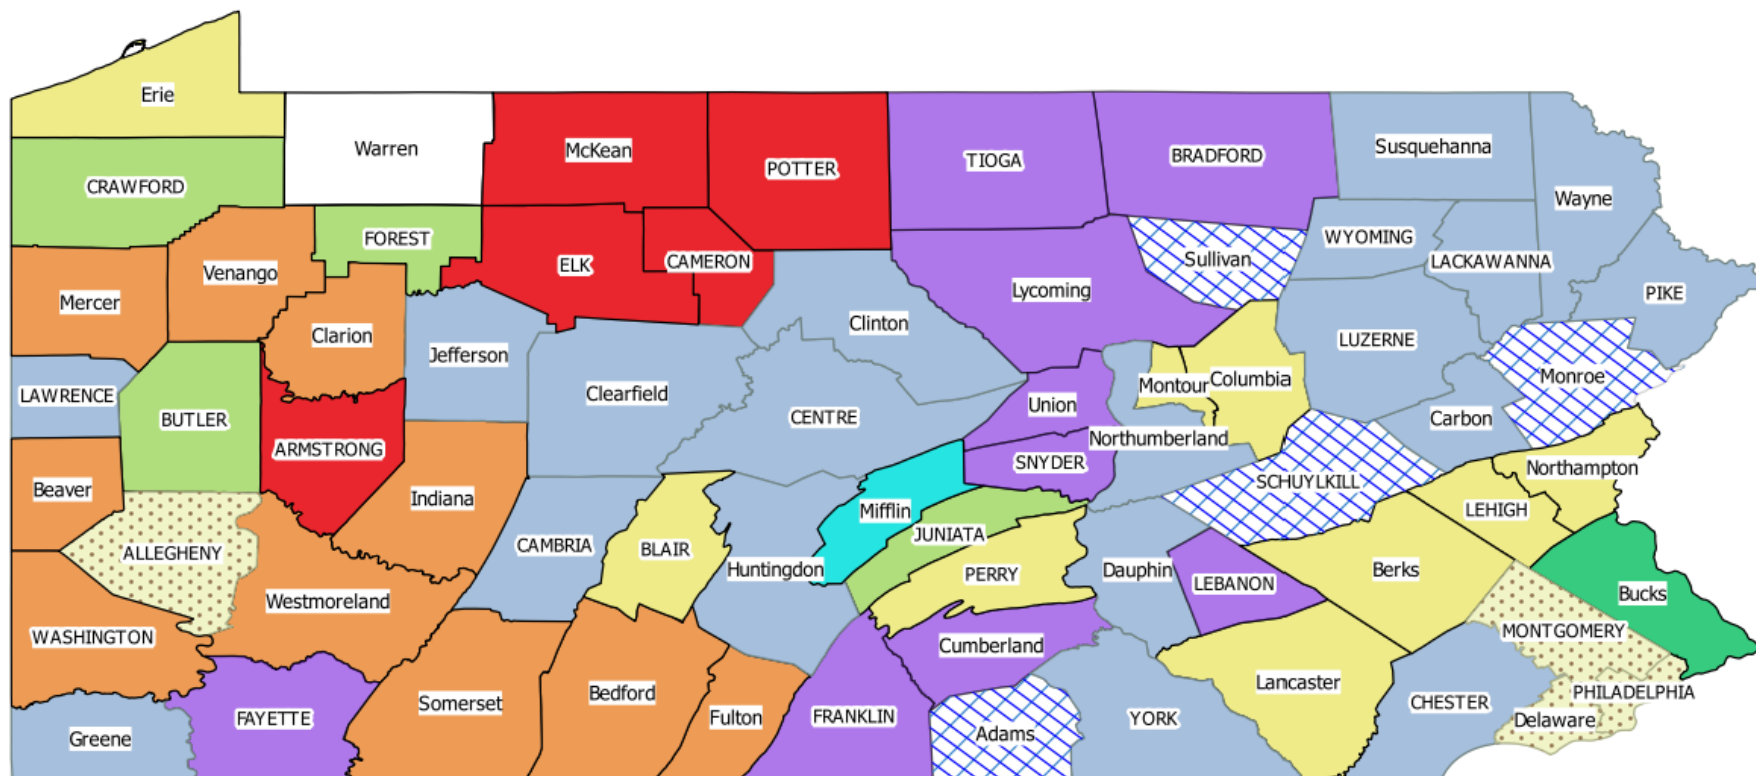 Erie
Warren
McKean
POTTER
TIOGA
BRADFORD
Susquehanna
Wayne
CRAWFORD
FOREST
Venango
ELK
CAMERON
Sullivan
WYOMING
LACKAWANNA
Mercer
Clarion
Lycoming
PIKE
Clinton
Jefferson
LUZERNE
LAWRENCE
Clearfield
Montour
Columbia
Monroe
BUTLER
ARMSTRONG
CENTRE
Union
Northumberland
Carbon
Beaver
Indiana
SNYDER
SCHUYLKILL
Northampton
Mifflin
LEHIGH
ALLEGHENY
CAMBRIA
BLAIR
JUNIATA
Huntingdon
PERRY
Dauphin
LEBANON
Berks
Bucks
Westmoreland
WASHINGTON
Cumberland
MONTGOMERY
Somerset
Bedford
Lancaster
PHILADELPHIA
Greene
FAYETTE
Fulton
FRANKLIN
Adams
YORK
CHESTER
Delaware